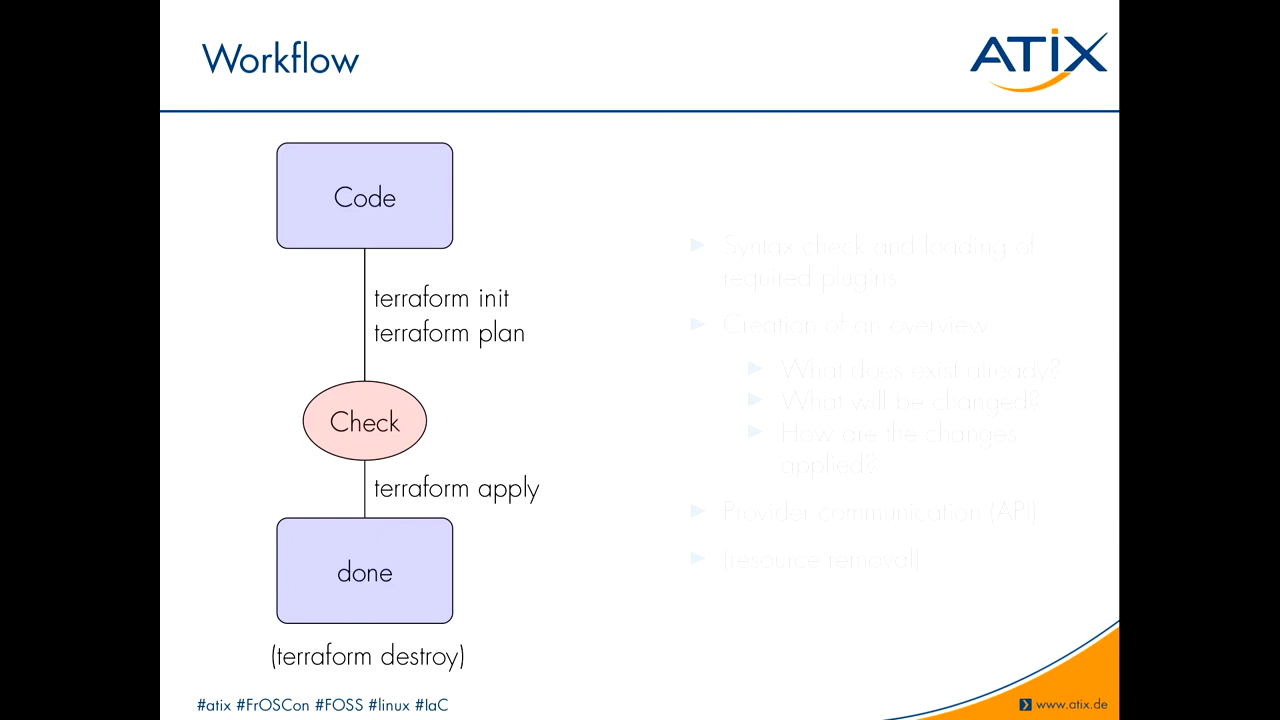 Workflow
ATIX
Code
terraform init
terraform plan
Check
terraform apply
done
(terraform destroy)
Syntax check and loading of
required plugins
Creation of an overview
What does exist already?
What will be changed?
How are the changes
applied?
Provider communication (API)
(resource removal)
#atix #FrOSCon #FOSS #linux #IaC
www.atix.de